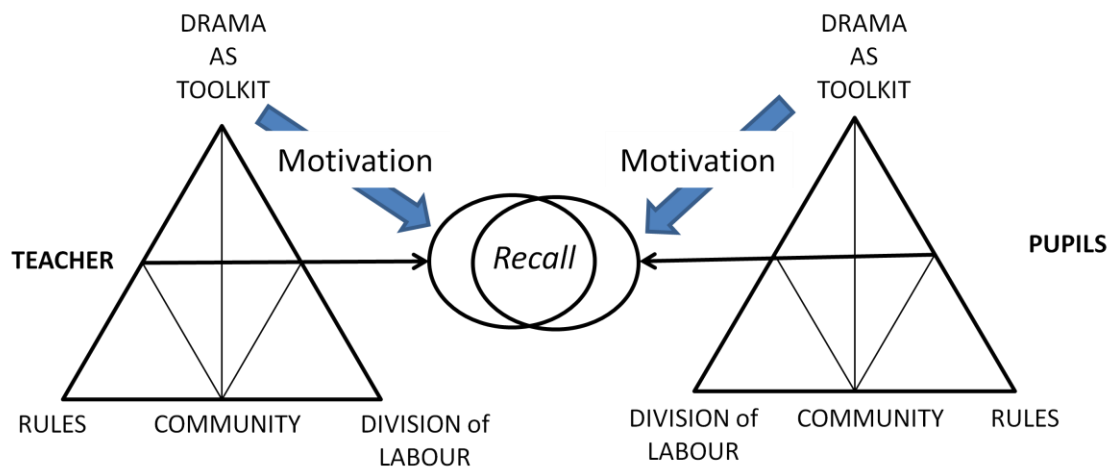 DRAMA
AS
TOOLKIT
DRAMA
AS
TOOLKIT
Motivation
Motivation
TEACHER
Recall
PUPILS
RULES
COMMUNITY
DIVISION of
LABOUR
DIVISION of
LABOUR
COMMUNITY
RULES